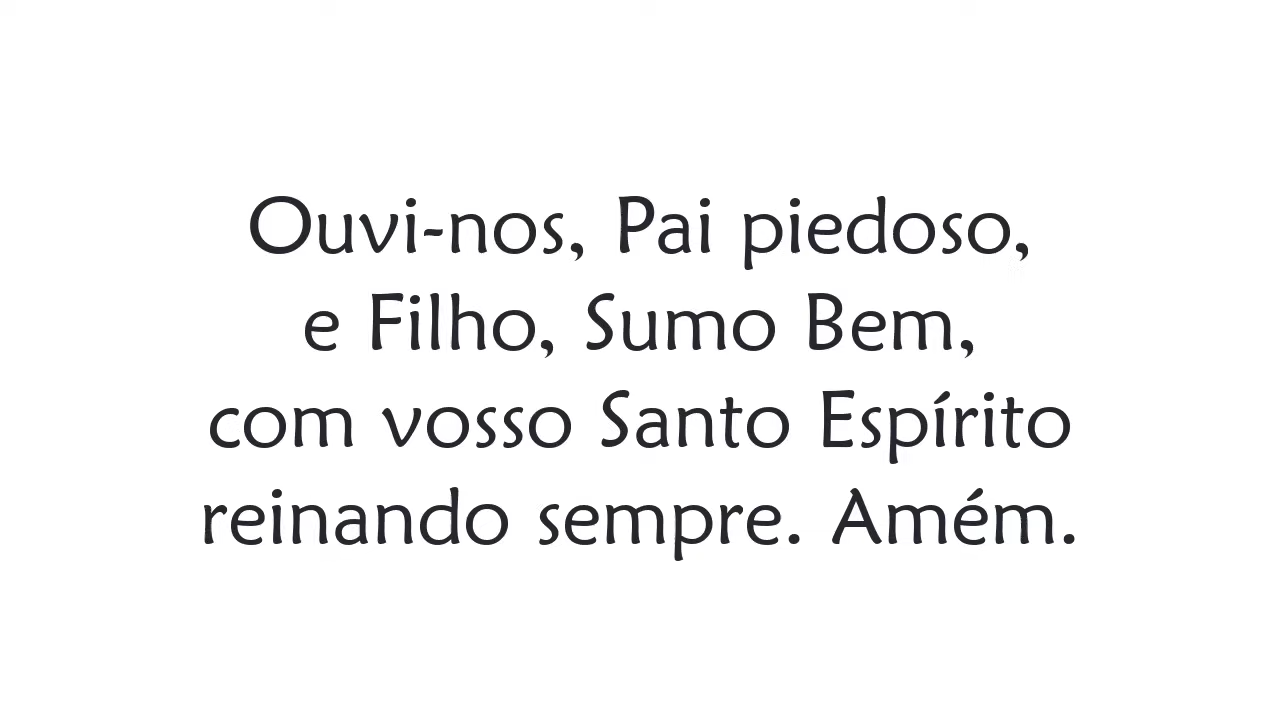 Ouvi-nos, Pai piedoso,
e Filho, Sumo Bem,
com vosso Santo Espírito
reinando sempre. Amém.